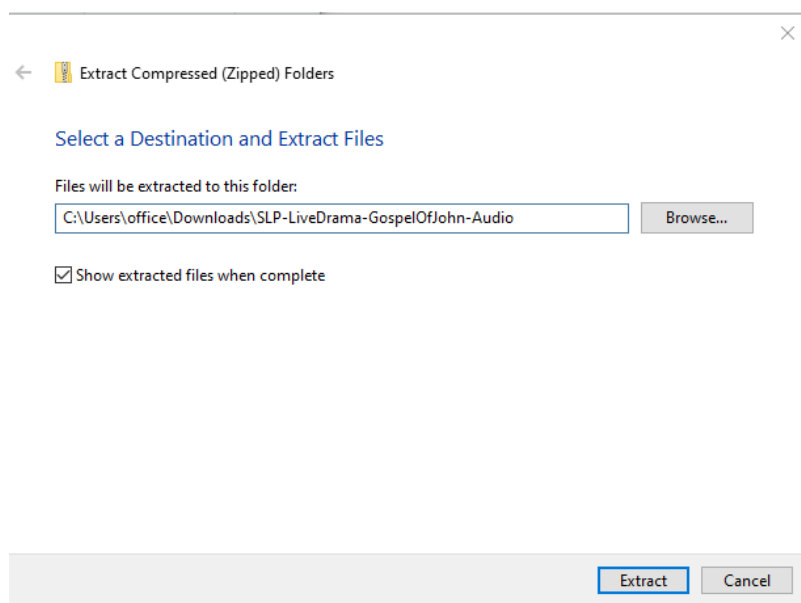 Extract Compressed (Zipped) Folders
Select a Destination and Extract Files
Files will be extracted to this folder:
C:\Users\office\Downloads\SLP-LiveDrama-GospelOfJohn-Audio
Browse...
Show extracted files when complete
Extract
Cancel